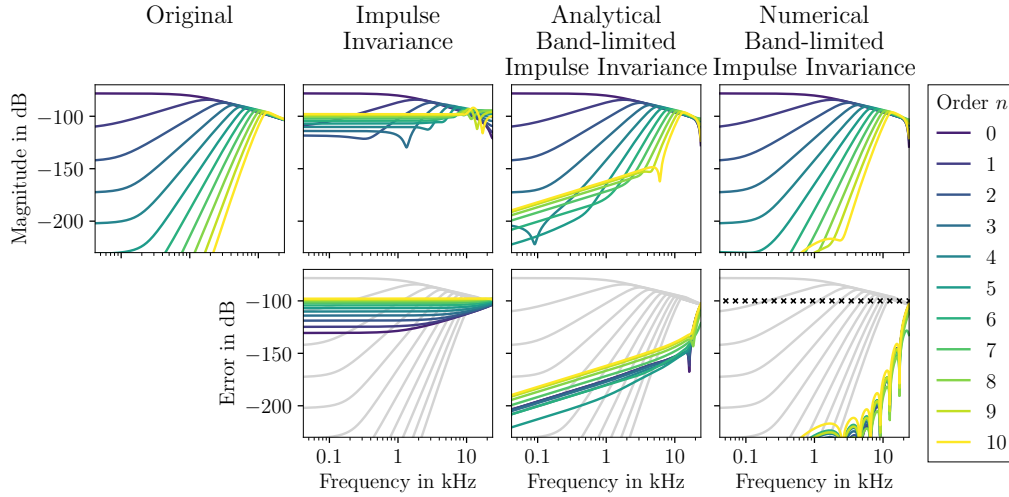 Original
Impulse
Invariance
Analytical
Band-limited
Impulse Invariance
Numerical
Band-limited
Impulse Invariance
Magnitude in dB
−100
−150
−200
Error in dB
−100
−150
−200
0.1 1 10
Frequency in kHz
0.1 1 10
Frequency in kHz
0.1 1 10
Frequency in kHz
Order n
0
1
2
3
4
5
6
7
8
9
10